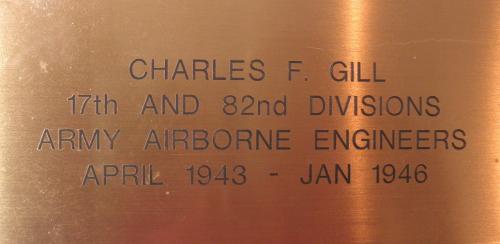 CHARLES F. GILL
17th AND 82nd DIVISIONS
ARMY AIRBORNE ENGINEERS
APRIL 1943 - JAN 1946